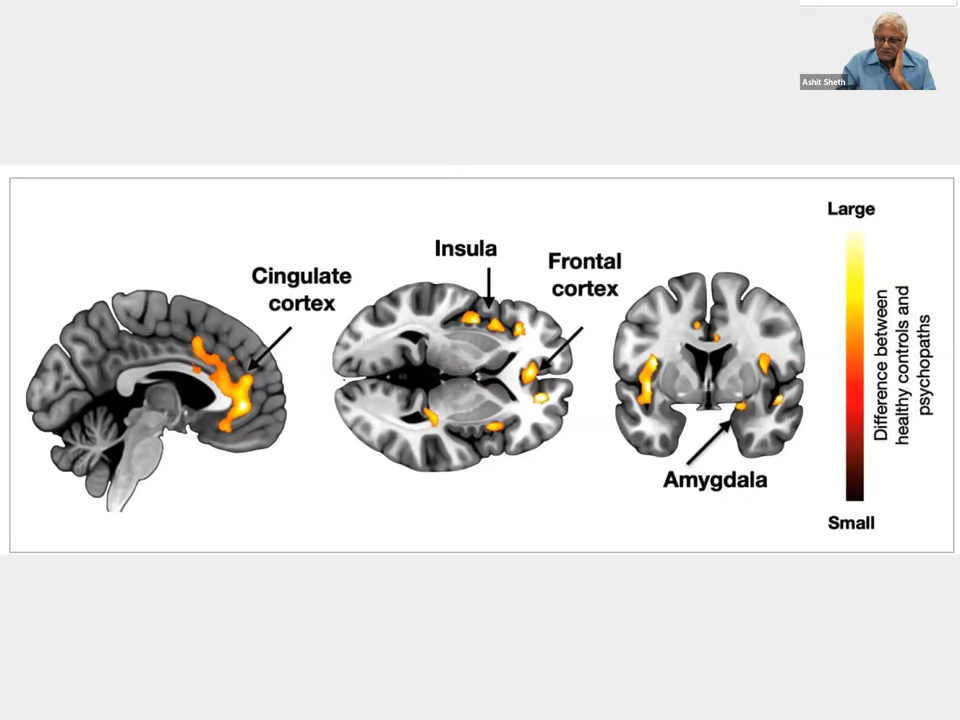 Ashit Sheth
Cingulate
cortex
Insula
Frontal
cortex
Amygdala
Large
Difference between
healthy controls and
psychopaths
Small